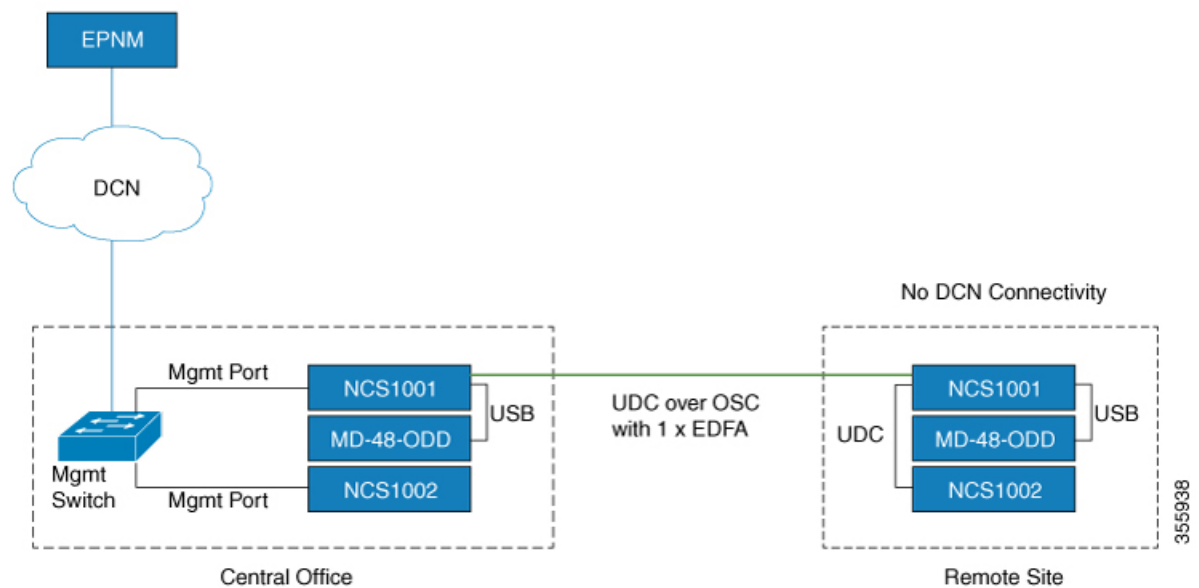 EPNM
DCN
No DCN Connectivity
Mgmt Port
NCS1001
USB
MD-48-ODD
Mgmt
Switch
Mgmt Port
NCS1002
UDC over OSC
with 1 x EDFA
NCS1001
UDC
USB
MD-48-ODD
NCS1002
355938
Central Office
Remote Site